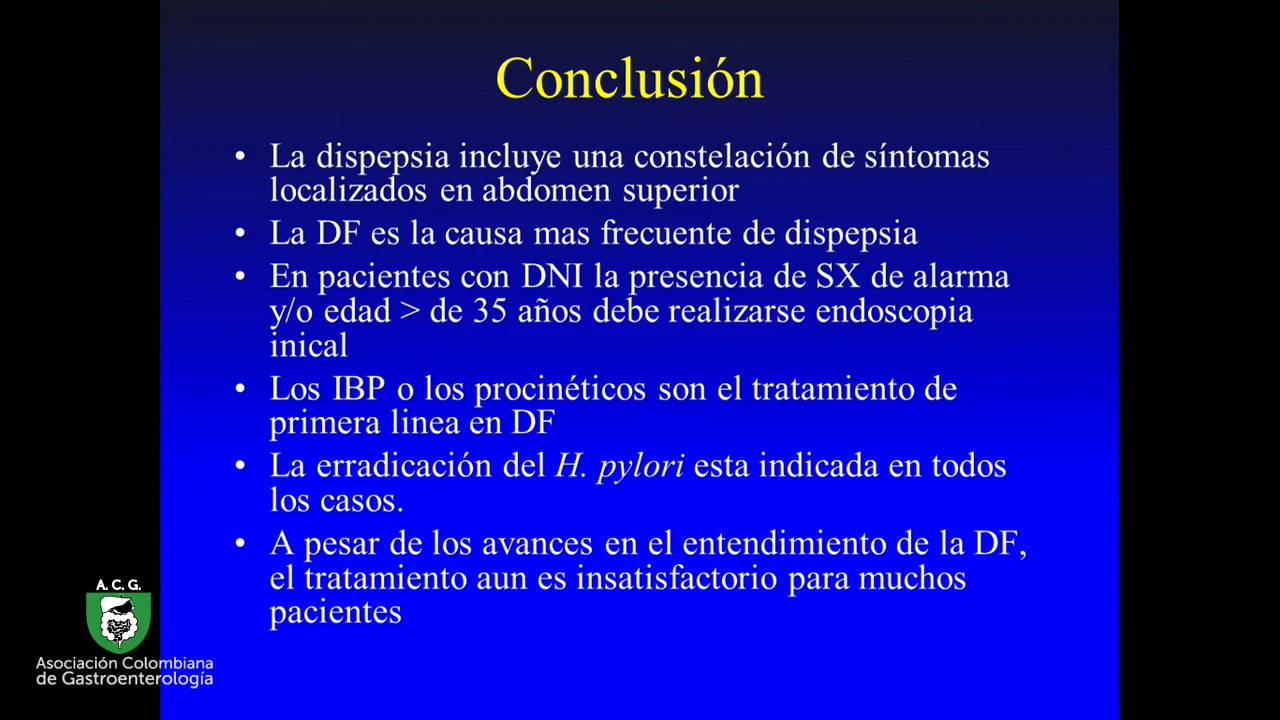 Conclusión
• La dispepsia incluye una constelación de síntomas
localizados en abdomen superior
• La DF es la causa mas frecuente de dispepsia
• En pacientes con DNI la presencia de SX de alarma
y/o edad > de 35 años debe realizarse endoscopia
inical
• Los IBP o los procinéticos son el tratamiento de
primera linea en DF
• La erradicación del H. pylori esta indicada en todos
los casos.
• A pesar de los avances en el entendimiento de la DF,
el tratamiento aun es insatisfactorio para muchos
pacientes
A. C. G.
Asociación Colombiana
de Gastroenterología